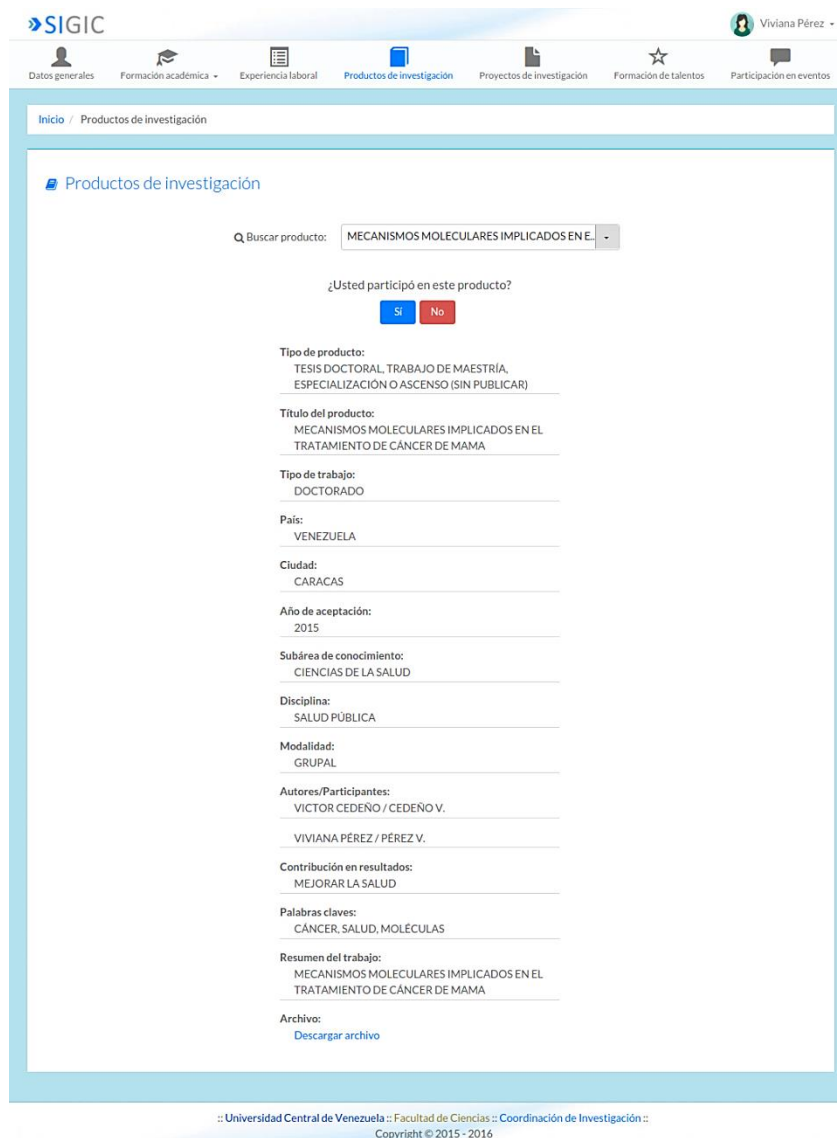 SIGIC
Viviana Pérez
Datos generales
Formación académica
Experiencia laboral
Productos de investigación
Proyectos de investigación
Formación de talentos
Participación en eventos
Inicio / Productos de investigación
Productos de investigación
Buscar producto:
MECANISMOS MOLECULARES IMPLICADOS EN E..
¿Usted participó en este producto?
Sí
No
Tipo de producto:
TESIS DOCTORAL, TRABAJO DE MAESTRÍA,
ESPECIALIZACIÓN O ASCENSO (SIN PUBLICAR)
Título del producto:
MECANISMOS MOLECULARES IMPLICADOS EN EL
TRATAMIENTO DE CÁNCER DE MAMA
Tipo de trabajo:
DOCTORADO
País:
VENEZUELA
Ciudad:
CARACAS
Año de aceptación:
2015
Subárea de conocimiento:
CIENCIAS DE LA SALUD
Disciplina:
SALUD PÚBLICA
Modalidad:
GRUPAL
Autores/Participantes:
VICTOR CEDEÑO / CEDEÑO V.
VIVIANA PÉREZ / PÉREZ V.
Contribución en resultados:
MEJORAR LA SALUD
Palabras claves:
CÁNCER, SALUD, MOLÉCULAS
Resumen del trabajo:
MECANISMOS MOLECULARES IMPLICADOS EN EL
TRATAMIENTO DE CÁNCER DE MAMA
Archivo:
Descargar archivo
:: Universidad Central de Venezuela :: Facultad de Ciencias :: Coordinación de Investigación ::
Copyright © 2015 - 2016